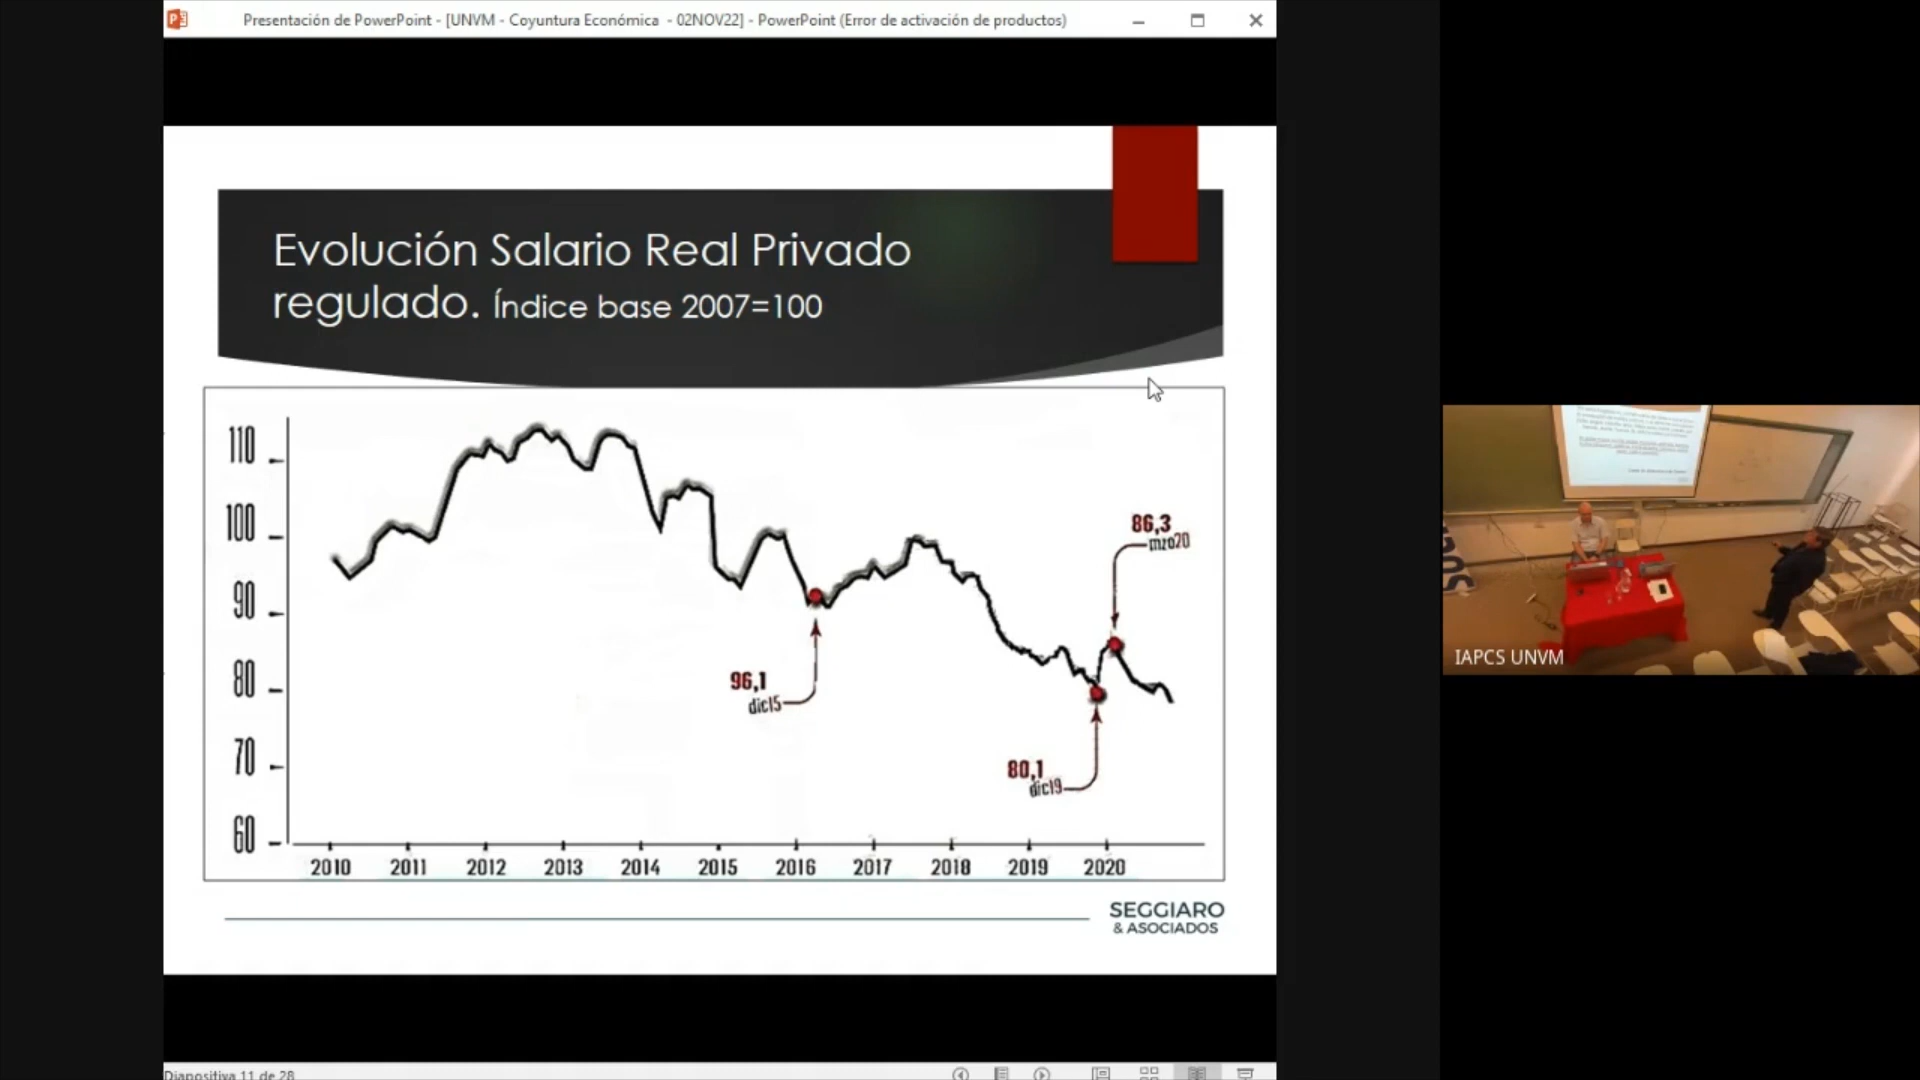 Presentación de PowerPoint - [UNVM - Coyuntura Económica - 02NOV22] - PowerPoint (Error de activación de productos)
Evolución Salario Real Privado
regulado. Índice base 2007=100
110
100
90
80
70
60
96,1
dic15
80,1
dic19
86,3
mzo20
2010 2011 2012 2013 2014 2015 2016 2017 2018 2019 2020
SEGGIARO
& ASOCIADOS
Diapositiva 11 de 28
IAPCS UNVM